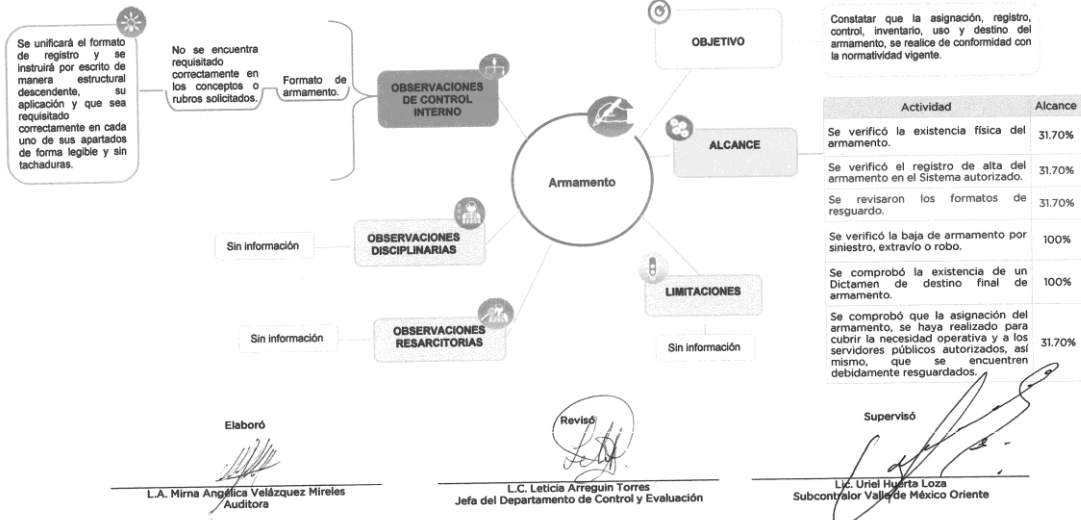 Se unificará el formato
de registro y se
instruirá por escrito de
manera estructural
descendente, su
aplicación y que sea
requisitado
correctamente en cada
uno de sus apartados
de forma legible y sin
tachaduras.
No se encuentra
requisitado
correctamente en
los conceptos o
rubros solicitados.
Formato de
armamento.
OBSERVACIONES
DE CONTROL
INTERNO
OBJETIVO
Constatar que la asignación, registro,
control, inventario, uso y destino del
armamento, se realice de conformidad con
la normatividad vigente.
Armamento
ALCANCE
Actividad Alcance
Se verificó la existencia física del
armamento. 31.70%
Se verificó el registro de alta del
armamento en el Sistema autorizado. 31.70%
Se revisaron los formatos de
resguardo. 31.70%
Se verificó la baja de armamento por
siniestro, extravío o robo. 100%
Se comprobó la existencia de un
Dictamen de destino final de
armamento. 100%
Se comprobó que la asignación del
armamento, se haya realizado para
cubrir la necesidad operativa y a los
servidores públicos autorizados, así
mismo, que se encuentren
debidamente resguardados. 31.70%
Sin información
OBSERVACIONES
DISCIPLINARIAS
Sin información
OBSERVACIONES
RESARCITORIAS
LIMITACIONES
Sin información
Elaboró
L.A. Mirna Angélica Velázquez Mireles
Auditora
Revisó
L.C. Leticia Arreguin Torres
Jefa del Departamento de Control y Evaluación
Supervisó
Lic. Uriel Huerta Loza
Subcontralor Valle de México Oriente